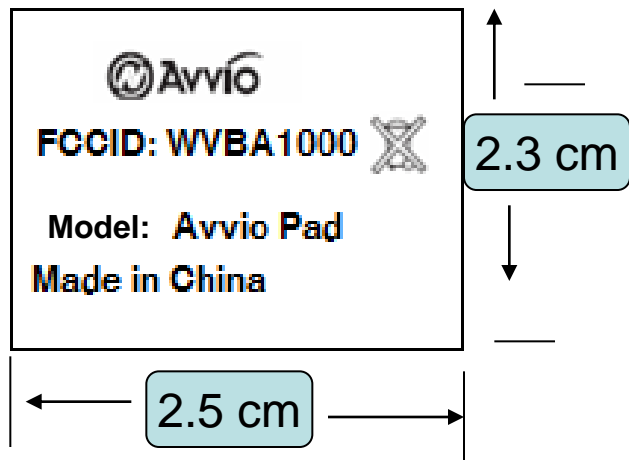 Avvio
FCCID: WVBA1000
2.3 cm
Model: Avvio Pad
Made in China
2.5 cm